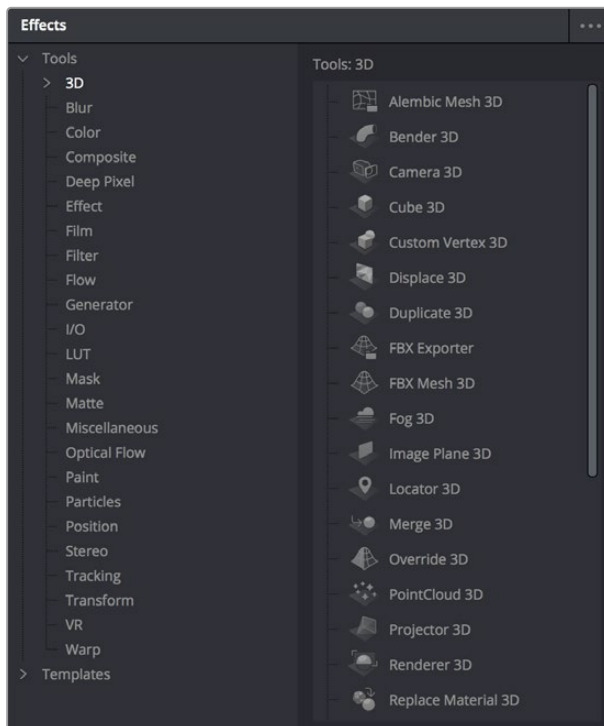 Effects
Tools
3D
Blur
Color
Composite
Deep Pixel
Effect
Film
Filter
Flow
Generator
I/O
LUT
Mask
Matte
Miscellaneous
Optical Flow
Paint
Particles
Position
Stereo
Tracking
Transform
VR
Warp
Templates
Tools: 3D
Alembic Mesh 3D
Bender 3D
Camera 3D
Cube 3D
Custom Vertex 3D
Displace 3D
Duplicate 3D
FBX Exporter
FBX Mesh 3D
Fog 3D
Image Plane 3D
Locator 3D
Merge 3D
Override 3D
PointCloud 3D
Projector 3D
Renderer 3D
Replace Material 3D